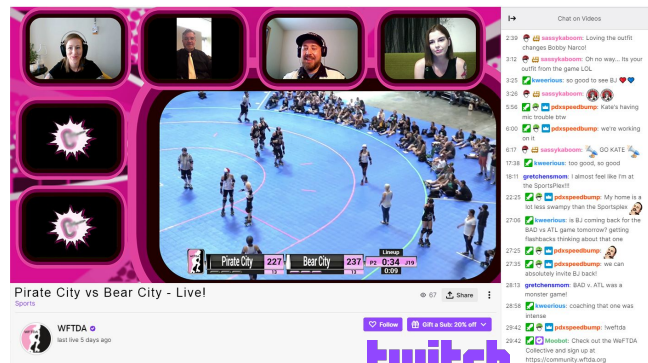 Chat on Videos
2:39 sassykaboom: Loving the outfit
changes Bobby Narco!
3:12 sassykaboom: Oh no way... Its your
outfit from the game LOL
3:25 kweerious: so good to see BJ
3:26 sassykaboom:
5:56 pdxspeedbump: Kate's having
mic trouble btw
6:00 pdxspeedbump: we're working
on it
6:17 sassykaboom: GO KATE
17:38 kweerious: too good, so good
18:11 gretchensmom: I almost feel like I'm at
the SportsPlex!!!
22:25 pdxspeedbump: My home is a
lot less swampy than the Sportsplex
27:06 kweerious: is BJ coming back for the
BAD vs ATL game tomorrow? getting
flashbacks thinking about that one
27:25 pdxspeedbump:
27:35 pdxspeedbump: we can
absolutely invite BJ back!
28:13 gretchensmom: BAD v. ATL was a
monster game!
28:58 kweerious: coaching that one was
intense
29:42 pdxspeedbump: !weftda
29:42 Moobot: Check out the WaFTDA
Collective and sign up at
https://community.wftda.org
Lineup
Pirate City 227 Bear City 237 P2 0:34 J19
13 13 0:09
Pirate City vs Bear City - Live!
Sports
67 Share
WFTDA
last live 5 days ago
Follow Gift a Sub: 20% off
twitch